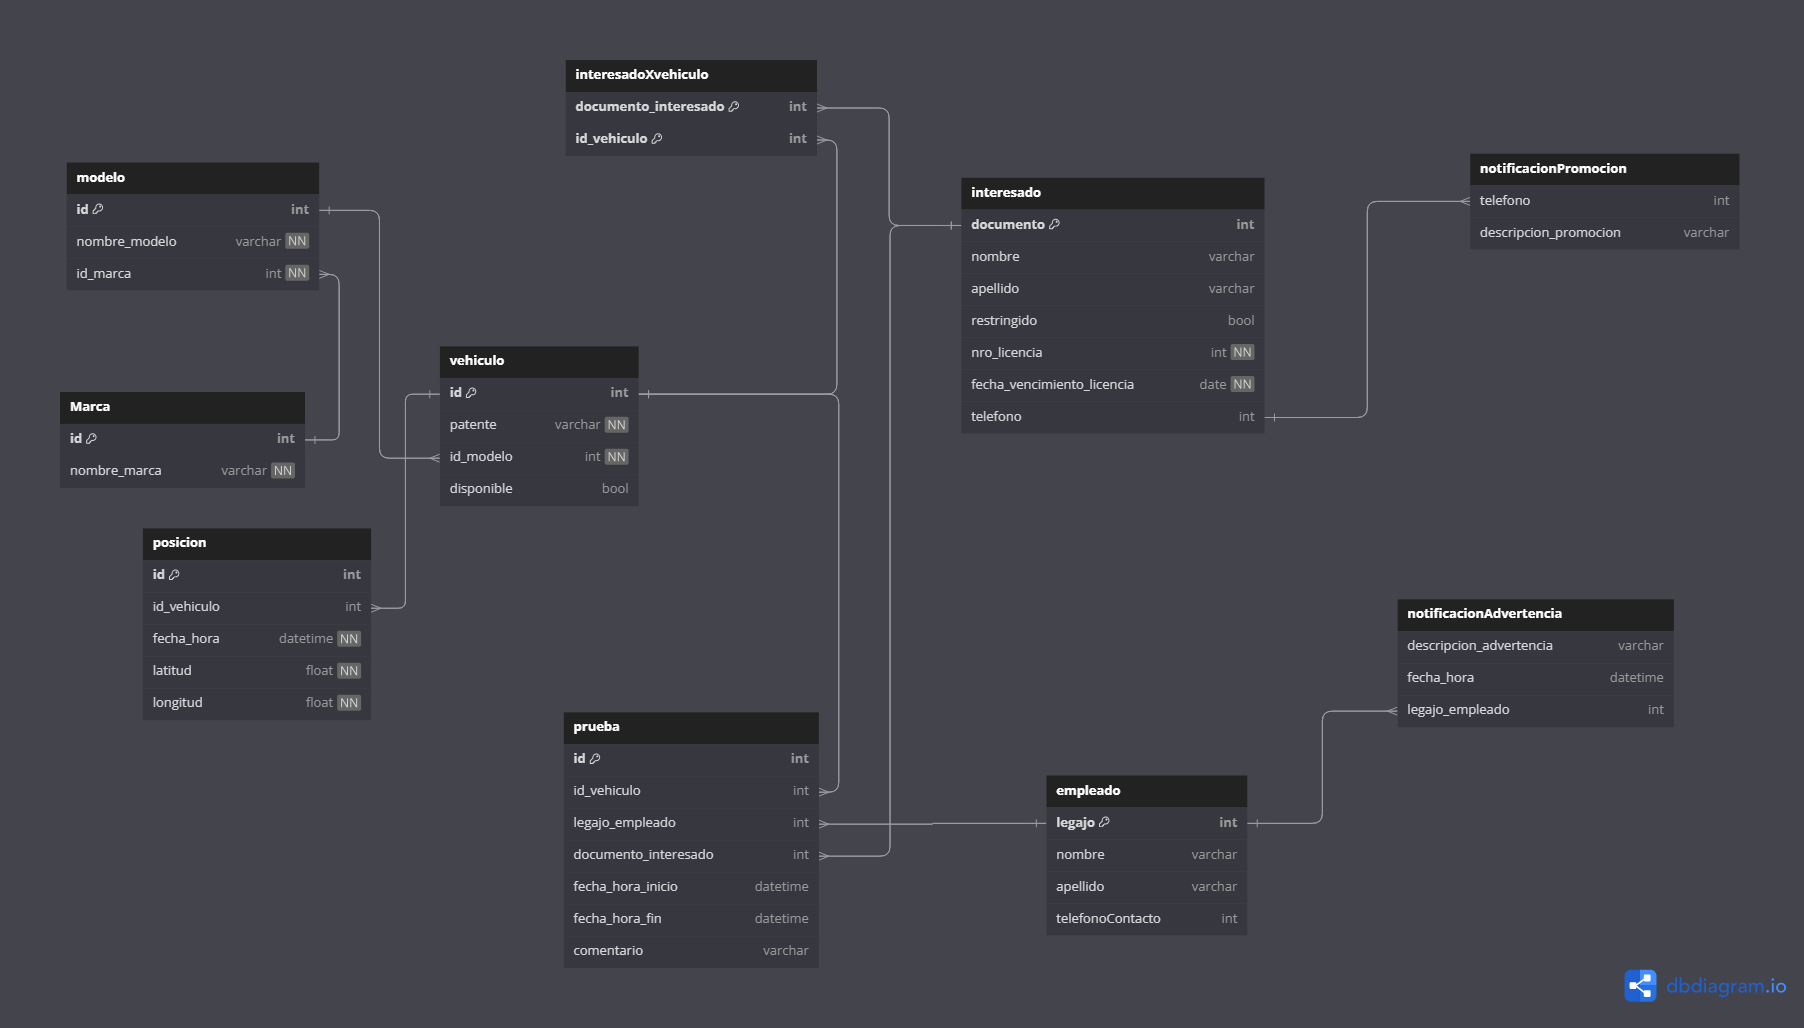 interesadoXvehiculo
documento_interesado int
id_vehiculo int
modelo
id int
nombre_modelo varchar NN
id_marca int NN
interesado
documento int
nombre varchar
apellido varchar
restringido bool
nro_licencia int NN
fecha_vencimiento_licencia date NN
telefono int
notificacionPromocion
telefono int
descripcion_promocion varchar
vehiculo
id int
patente varchar NN
id_modelo int NN
disponible bool
Marca
id int
nombre_marca varchar NN
posicion
id int
id_vehiculo int
fecha_hora datetime NN
latitud float NN
longitud float NN
notificacionAdvertencia
descripcion_advertencia varchar
fecha_hora datetime
legajo_empleado int
prueba
id int
id_vehiculo int
legajo_empleado int
documento_interesado int
fecha_hora_inicio datetime
fecha_hora_fin datetime
comentario varchar
empleado
legajo int
nombre varchar
apellido varchar
telefonoContacto int
dbdiagram.io